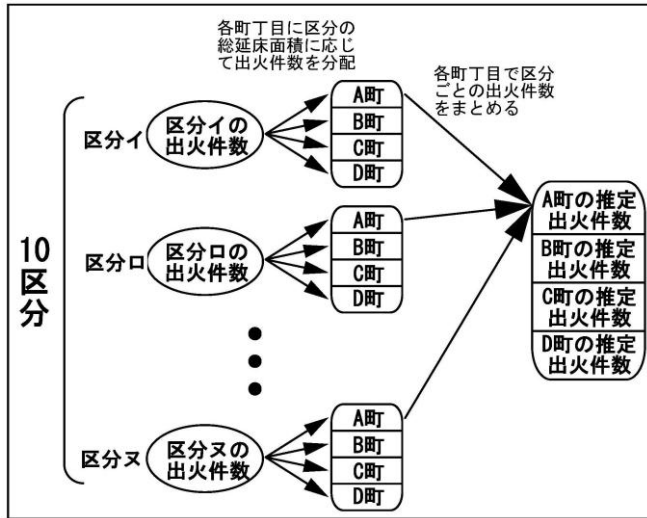 各町丁目に区分の
総延床面積に応じ
て出火件数を分配
各町丁目で区分
ごとの出火件数
をまとめる
10
区
分
区分イ
区分イの
出火件数
A町
B町
C町
D町
区分ロ
区分ロの
出火件数
A町
B町
C町
D町
区分ヌ
区分ヌの
出火件数
A町
B町
C町
D町
A町の推定
出火件数
B町の推定
出火件数
C町の推定
出火件数
D町の推定
出火件数